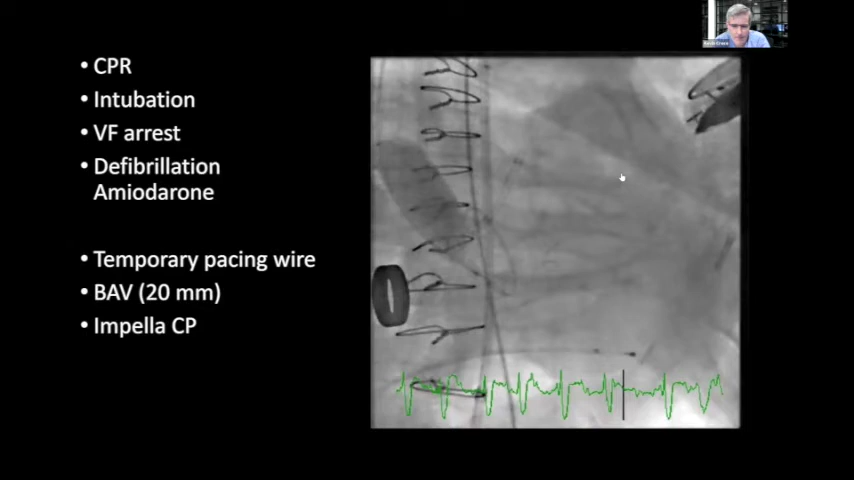 • CPR
• Intubation
• VF arrest
• Defibrillation
Amiodarone
• Temporary pacing wire
• BAV (20 mm)
• Impella CP